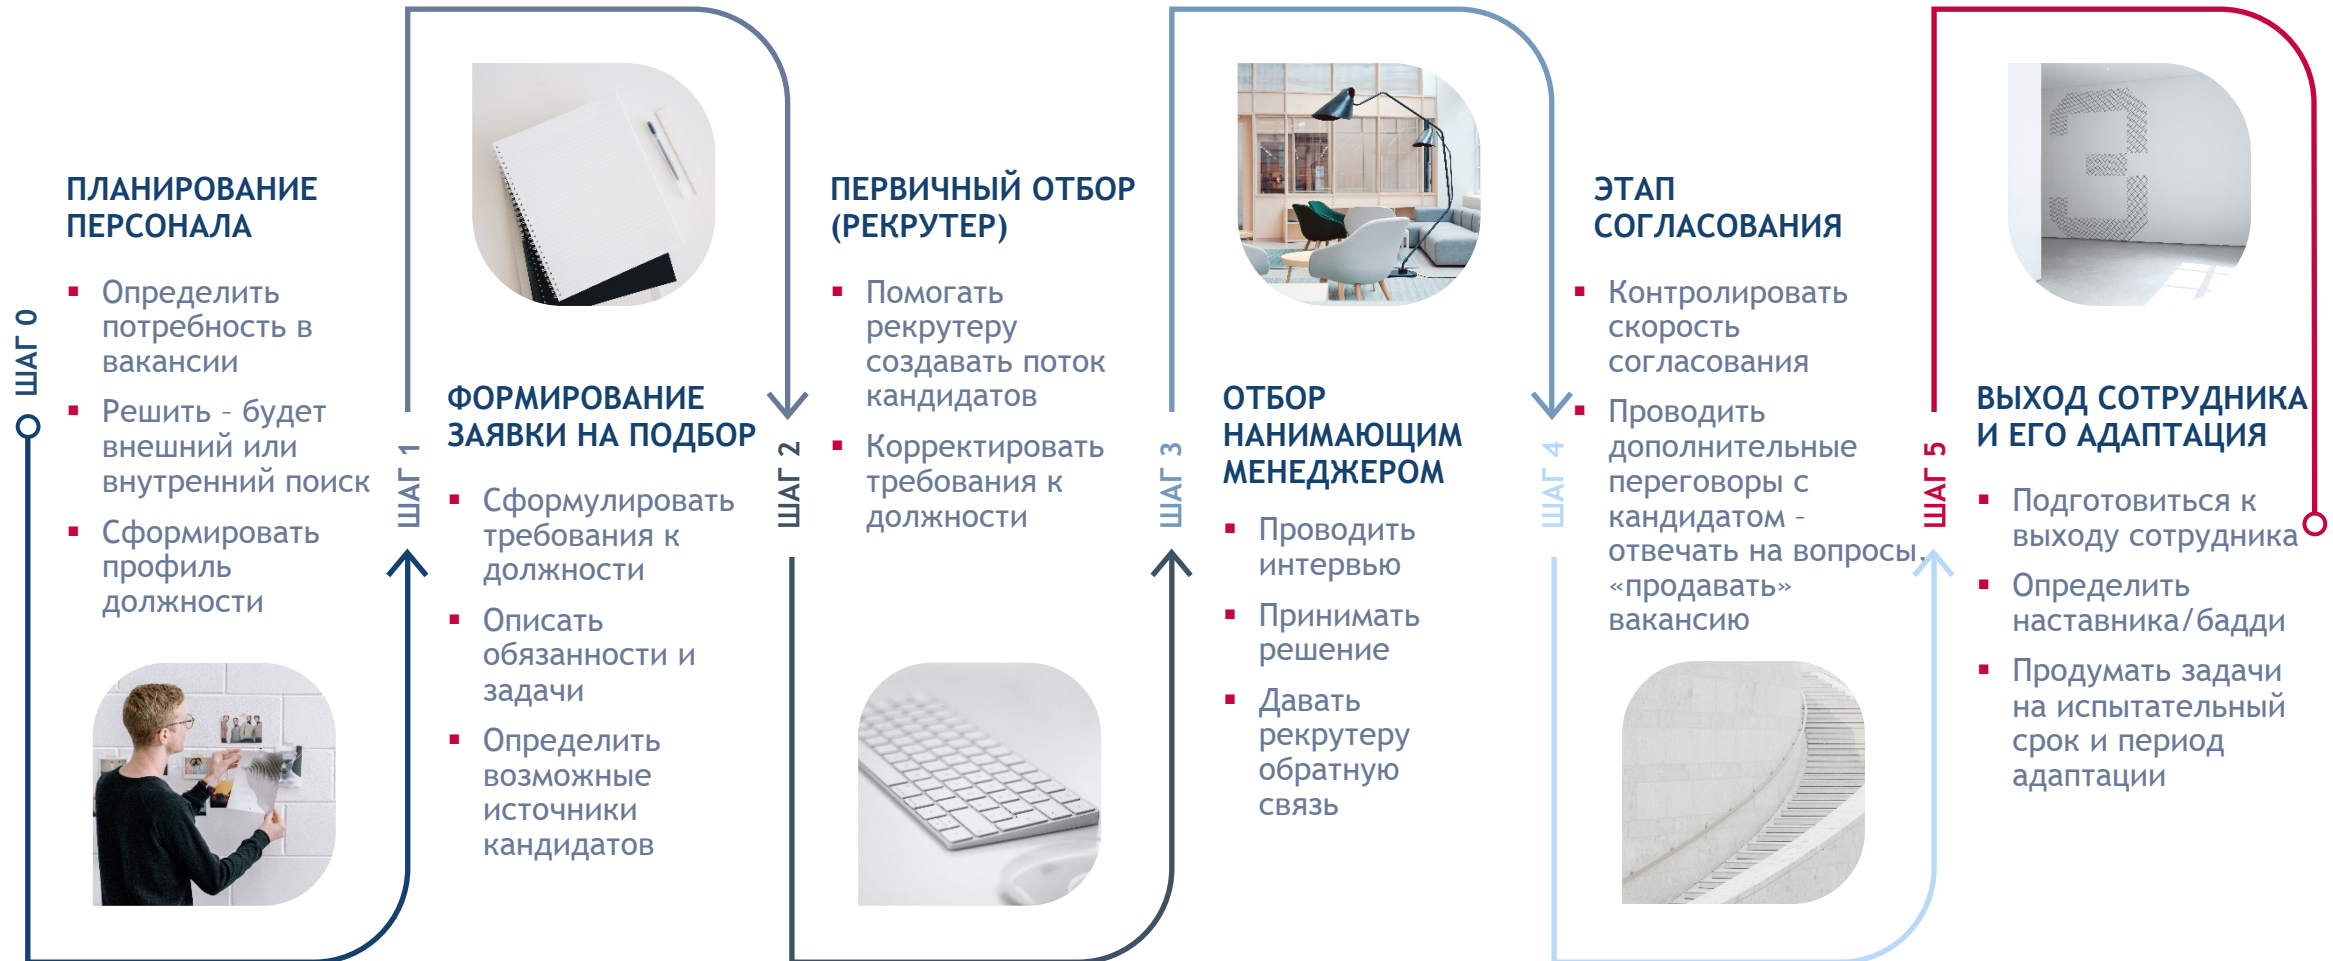 ШАГ 0
ПЛАНИРОВАНИЕ
ПЕРСОНАЛА
▪ Определить
потребность в
вакансии
▪ Решить – будет
внешний или
внутренний поиск
▪ Сформировать
профиль
должности
ШАГ 1
ФОРМИРОВАНИЕ
ЗАЯВКИ НА ПОДБОР
▪ Сформулировать
требования к
должности
▪ Описать
обязанности и
задачи
▪ Определить
возможные
источники
кандидатов
ШАГ 2
ПЕРВИЧНЫЙ ОТБОР
(РЕКРУТЕР)
▪ Помогать
рекрутеру
создавать поток
кандидатов
▪ Корректировать
требования к
должности
ШАГ 3
ОТБОР
НАНИМАЮЩИМ
МЕНЕДЖЕРОМ
▪ Проводить
интервью
▪ Принимать
решение
▪ Давать
рекрутеру
обратную
связь
ШАГ 4
ЭТАП
СОГЛАСОВАНИЯ
▪ Контролировать
скорость
согласования
▪ Проводить
дополнительные
переговоры с
кандидатом –
отвечать на вопросы,
«продавать»
вакансию
ШАГ 5
ВЫХОД СОТРУДНИКА
И ЕГО АДАПТАЦИЯ
▪ Подготовиться к
выходу сотрудника
▪ Определить
наставника/бадди
▪ Продумать задачи
на испытательный
срок и период
адаптации
3